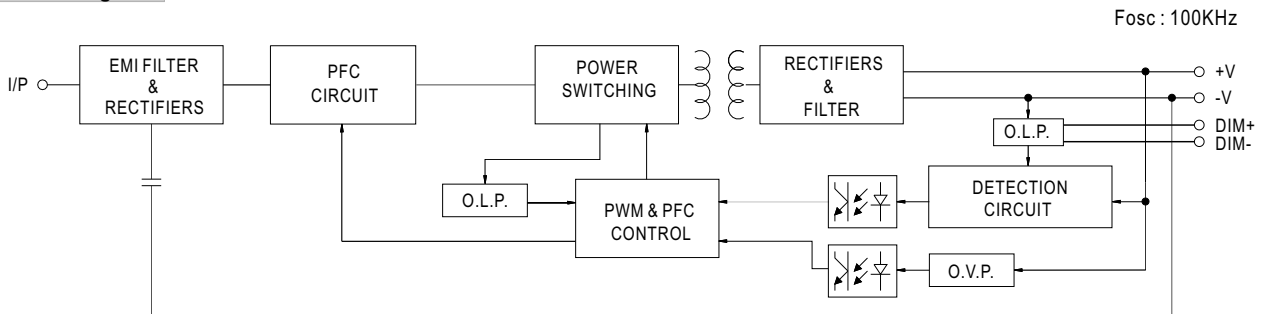 Fosc : 100KHz
I/P
EMI FILTER
&
RECTIFIERS
PFC
CIRCUIT
POWER
SWITCHING
RECTIFIERS
&
FILTER
+V
-V
DIM+
DIM-
O.L.P.
O.L.P.
PWM & PFC
CONTROL
DETECTION
CIRCUIT
O.V.P.